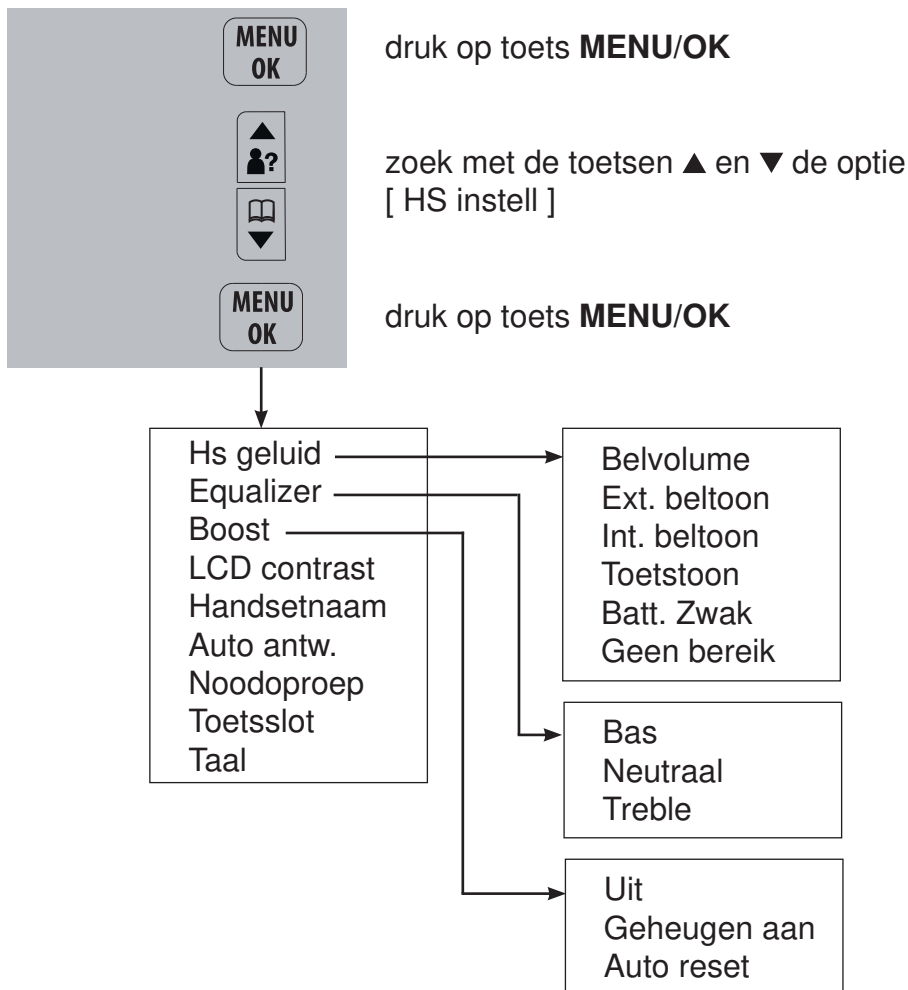 MENU
OK
druk op toets MENU/OK
?
zoek met de toetsen ▲ en ▼ de optie
[ HS instell ]
MENU
OK
druk op toets MENU/OK
Hs geluid
Equalizer
Boost
LCD contrast
Handsetnaam
Auto antw.
Noodoproep
Toetsslot
Taal
Belvolume
Ext. beltoon
Int. beltoon
Toetstoon
Batt. Zwak
Geen bereik
Bas
Neutraal
Treble
Uit
Geheugen aan
Auto reset